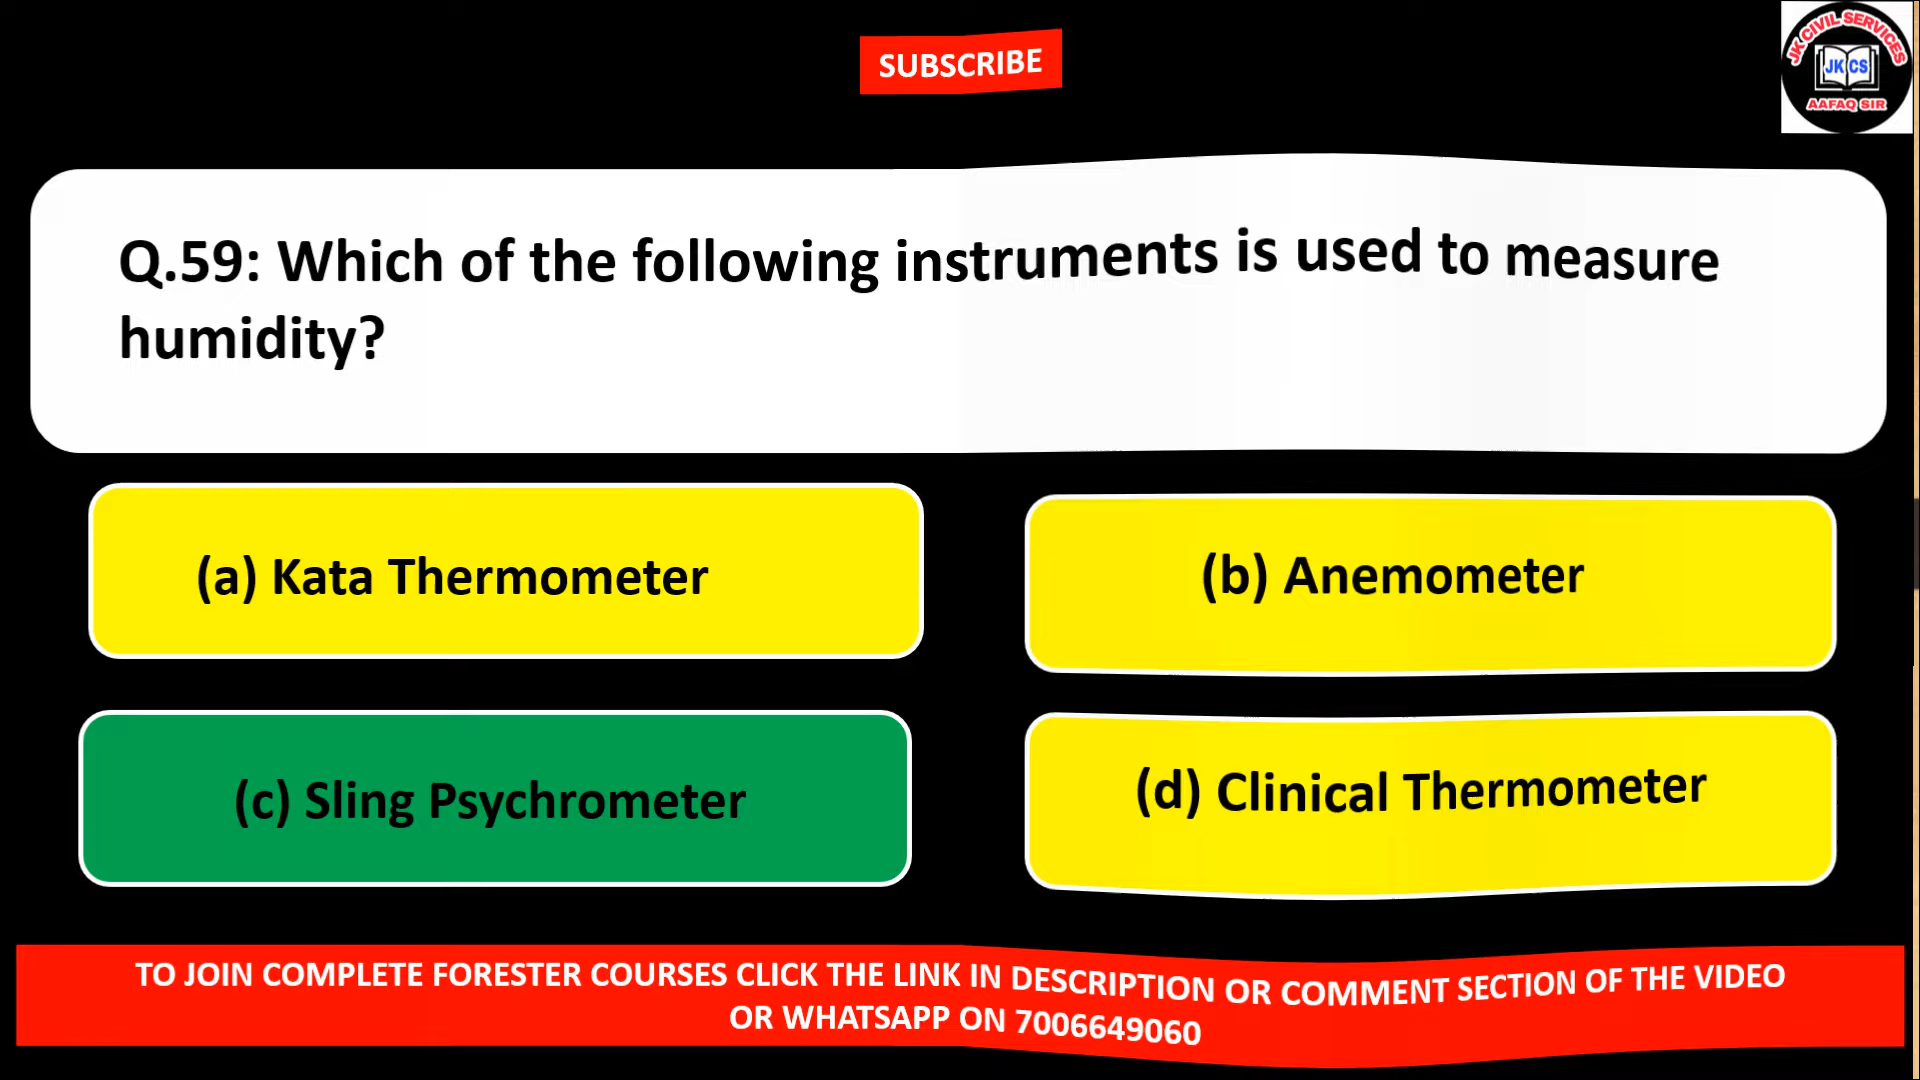 SUBSCRIBE
JK CIVIL SERVICES
JK CS
AAFAQ SIR
Q.59: Which of the following instruments is used to measure
humidity?
(a) Kata Thermometer
(b) Anemometer
(c) Sling Psychrometer
(d) Clinical Thermometer
TO JOIN COMPLETE FORESTER COURSES CLICK THE LINK IN DESCRIPTION OR COMMENT SECTION OF THE VIDEO
OR WHATSAPP ON 7006649060